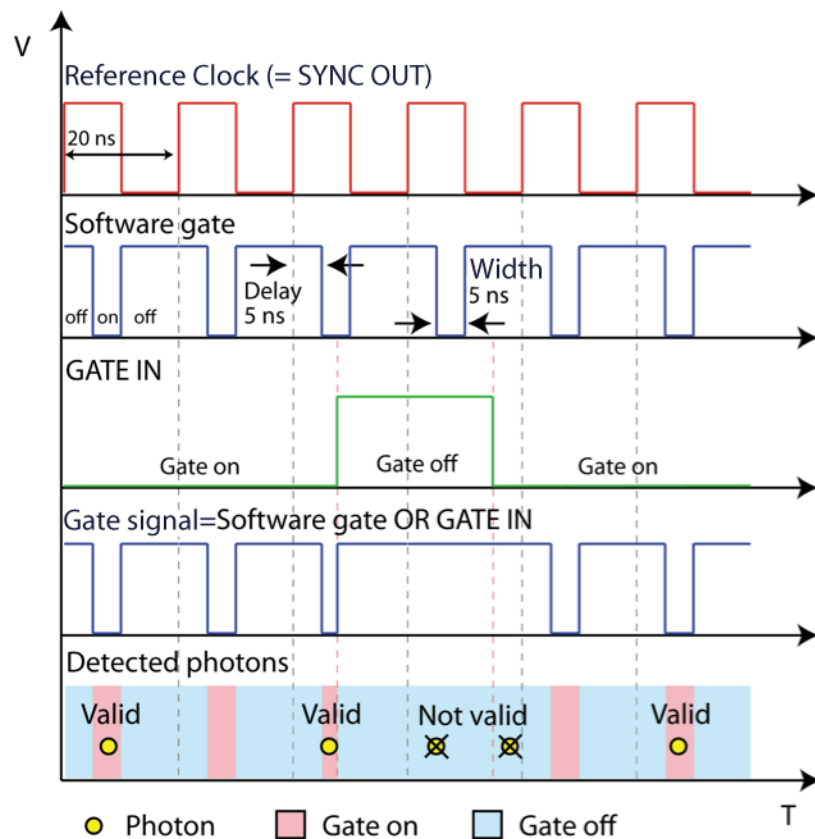 V
Reference Clock (= SYNC OUT)
20 ns
Software gate
Delay
5 ns
Width
5 ns
off on off
GATE IN
Gate on
Gate off
Gate on
Gate signal=Software gate OR GATE IN
Detected photons
Valid
Valid
Not valid
Valid
T
Photon
Gate on
Gate off